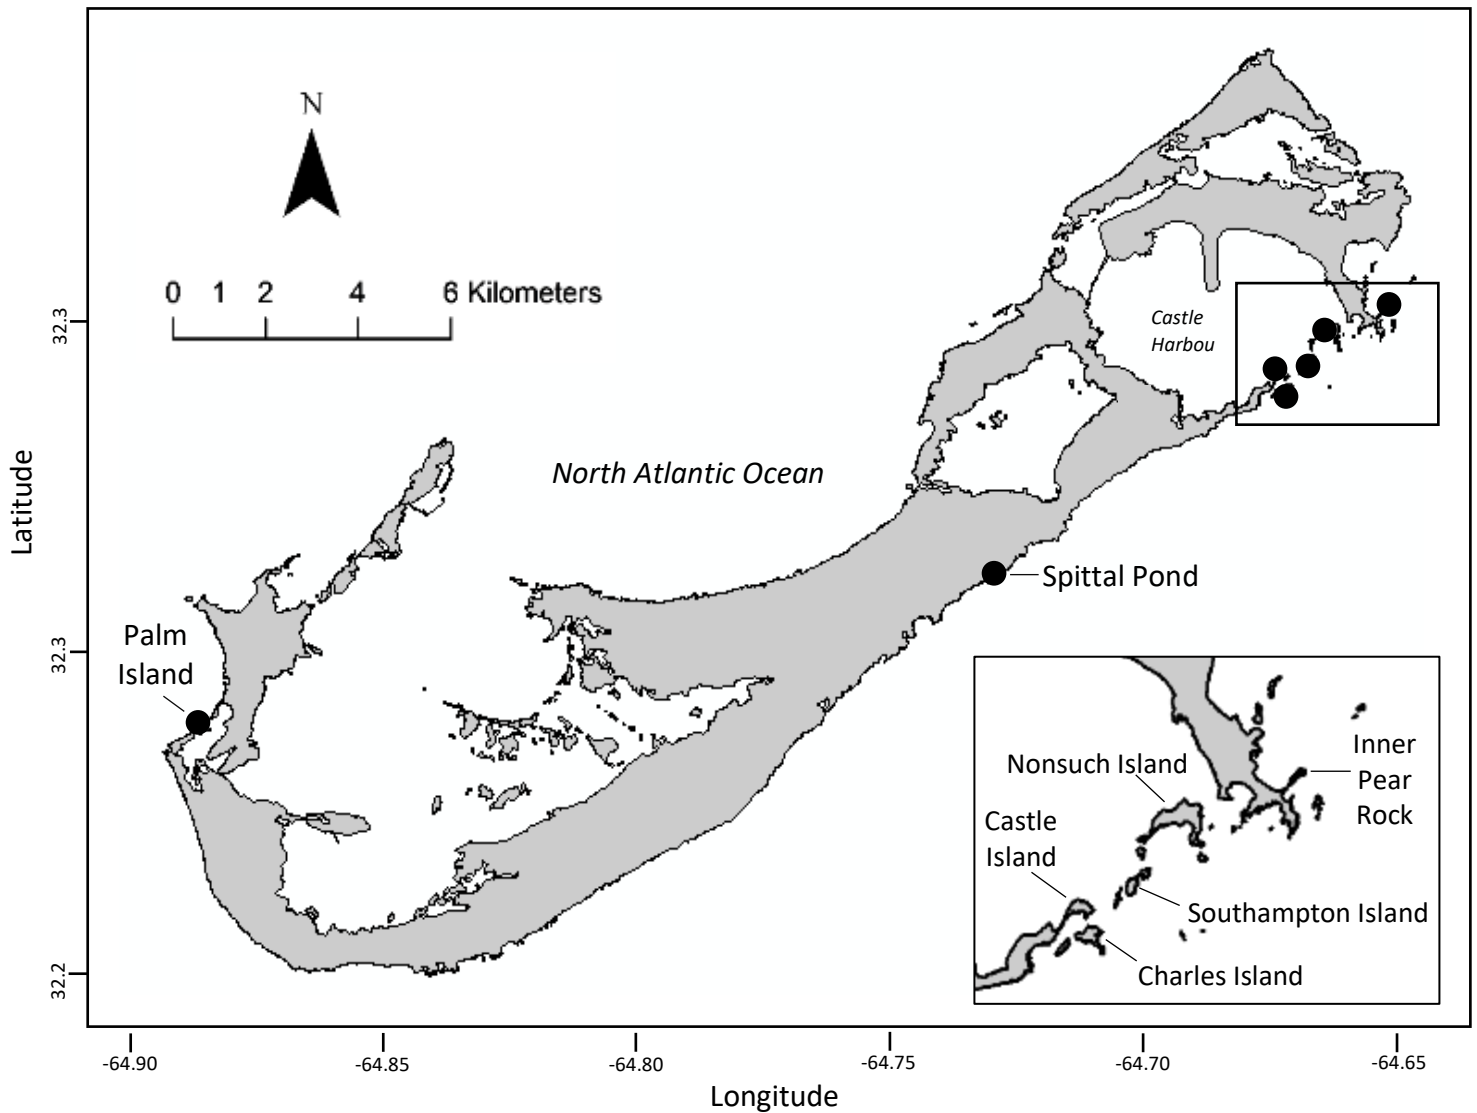 N
0 1 2 4 6 Kilometers
32.3
Castle
Harbou
North Atlantic Ocean
Latitude
Spittal Pond
Palm
Island
32.3
Nonsuch Island
Inner
Pear
Rock
Castle
Island
Southampton Island
Charles Island
32.2
-64.90 -64.85 -64.80 -64.75 -64.70 -64.65
Longitude